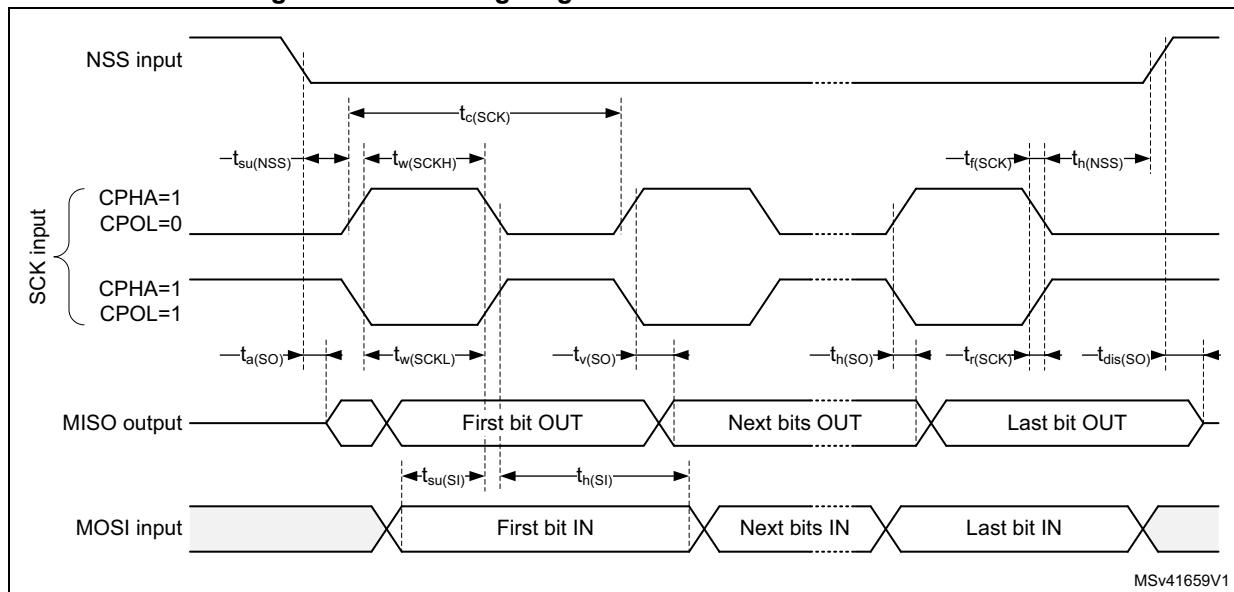 NSS input
tc(SCK)
tsu(NSS) tw(SCKH) tf(SCK) th(NSS)
SCK input
CPHA=1
CPOL=0
CPHA=1
CPOL=1
ta(SO) tw(SCKL) tv(SO) th(SO) tr(SCK) tdis(SO)
MISO output First bit OUT Next bits OUT Last bit OUT
tsu(SI) th(SI)
MOSI input First bit IN Next bits IN Last bit IN
MSv41659V1